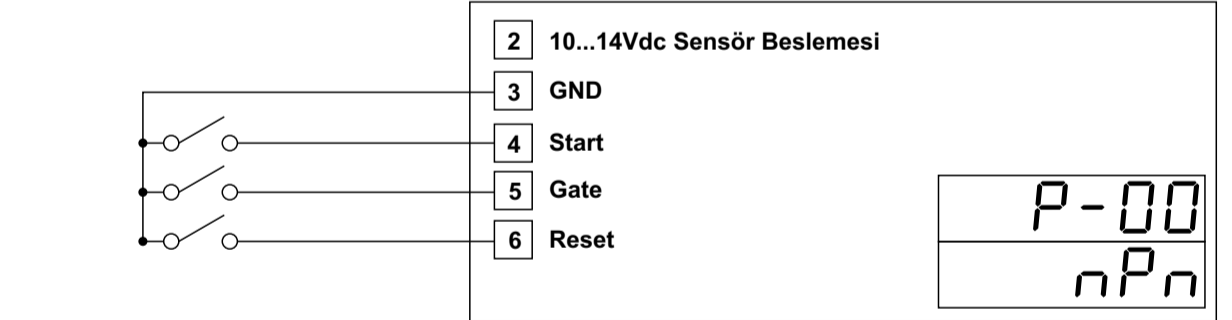 2 10...14Vdc Sensör Beslemesi
3 GND
4 Start
5 Gate
6 Reset
P-00
nPn